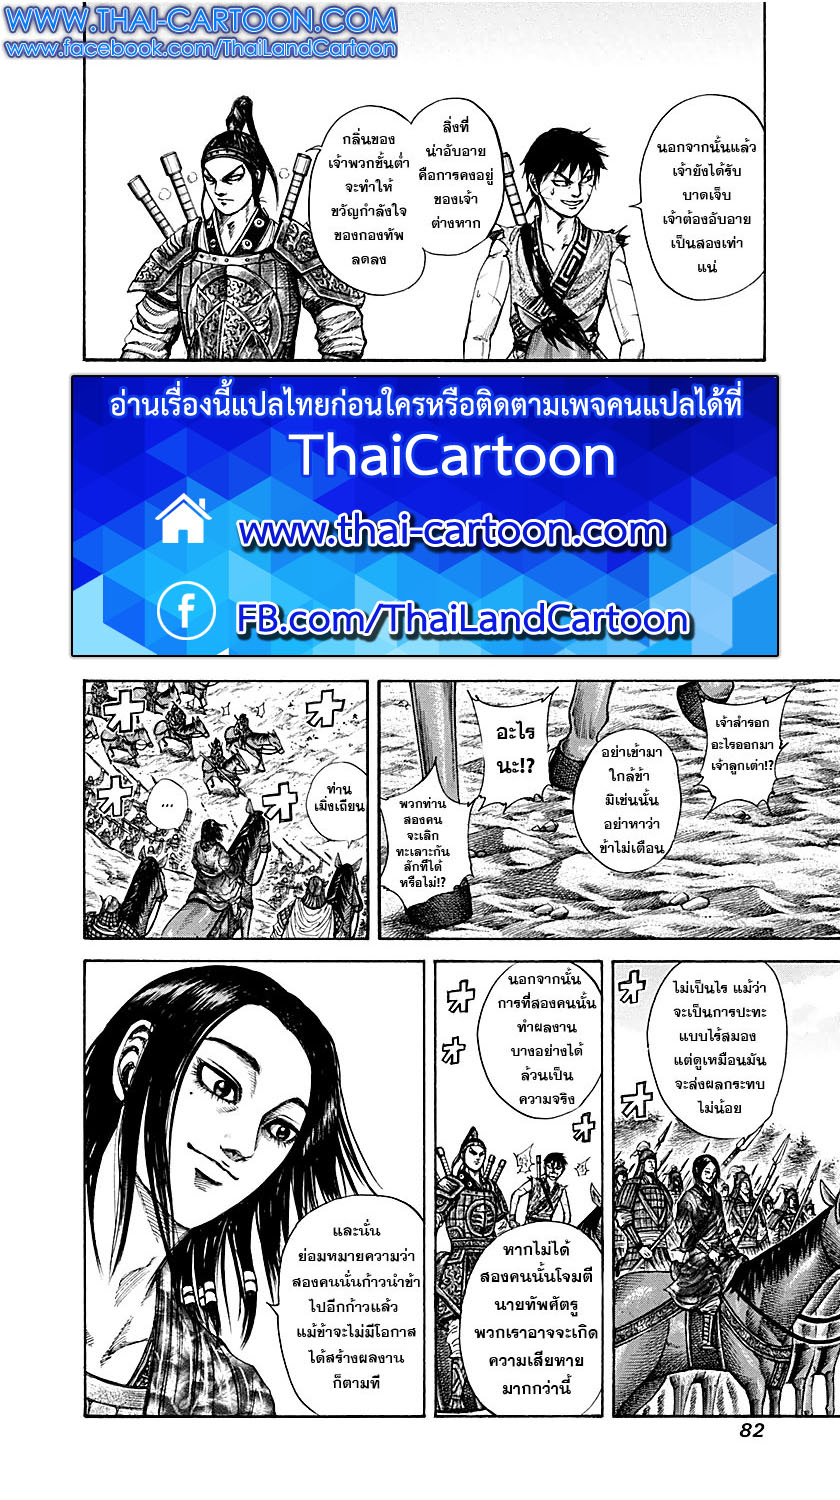 WWW.THAI-CARTOON.COM
www.facebook.com/ThaiLandCartoon
นอกจากนั้นแล้ว
เจ้ายังได้รับ
บาดเจ็บ
เจ้าต้องอับอาย
เป็นสองเท่า
แน่
สิ่งที่
น่าอับอาย
คือการคงอยู่
ของเจ้า
ต่างหาก
กลิ่นของ
เจ้าพวกชั้นต่ำ
จะทำให้
ขวัญกำลังใจ
ของกองทัพ
ลดลง
อ่านเรื่องนี้แปลไทยก่อนใครหรือติดตามเพจคนแปลได้ที่
ThaiCartoon
www.thai-cartoon.com
FB.com/ThaiLandCartoon
เจ้าสำรอก
อะไรออกมา
เจ้าลูกเต่า!?
อย่าเข้ามา
ใกล้ข้า
มิเช่นนั้น
อย่าหาว่า
ข้าไม่เตือน
อะไร
นะ!?
พวกท่าน
สองคน
จะเลิก
ทะเลาะกัน
สักทีได้
หรือไม่!?
ท่าน
เมิ่งเถียน
...
オ
オ
オ
オ
ไม่เป็นไร แม้ว่า
จะเป็นการปะทะ
แบบไร้สมอง
แต่ดูเหมือนมัน
จะส่งผลกระทบ
ไม่น้อย
オ
オ
นอกจากนั้น
การที่สองคนนั้น
ทำผลงาน
บางอย่างได้
ล้วนเป็น
ความจริง
オ
オ
オ
หากไม่ได้
สองคนนั้นโจมตี
นายทัพศัตรู
พวกเราอาจจะเกิด
ความเสียหาย
มากกว่านี้
และนั่น
ย่อมหมายความว่า
สองคนนั่นก้าวนำข้า
ไปอีกก้าวแล้ว
แม้ข้าจะไม่มีโอกาส
ได้สร้างผลงาน
ก็ตามที
82